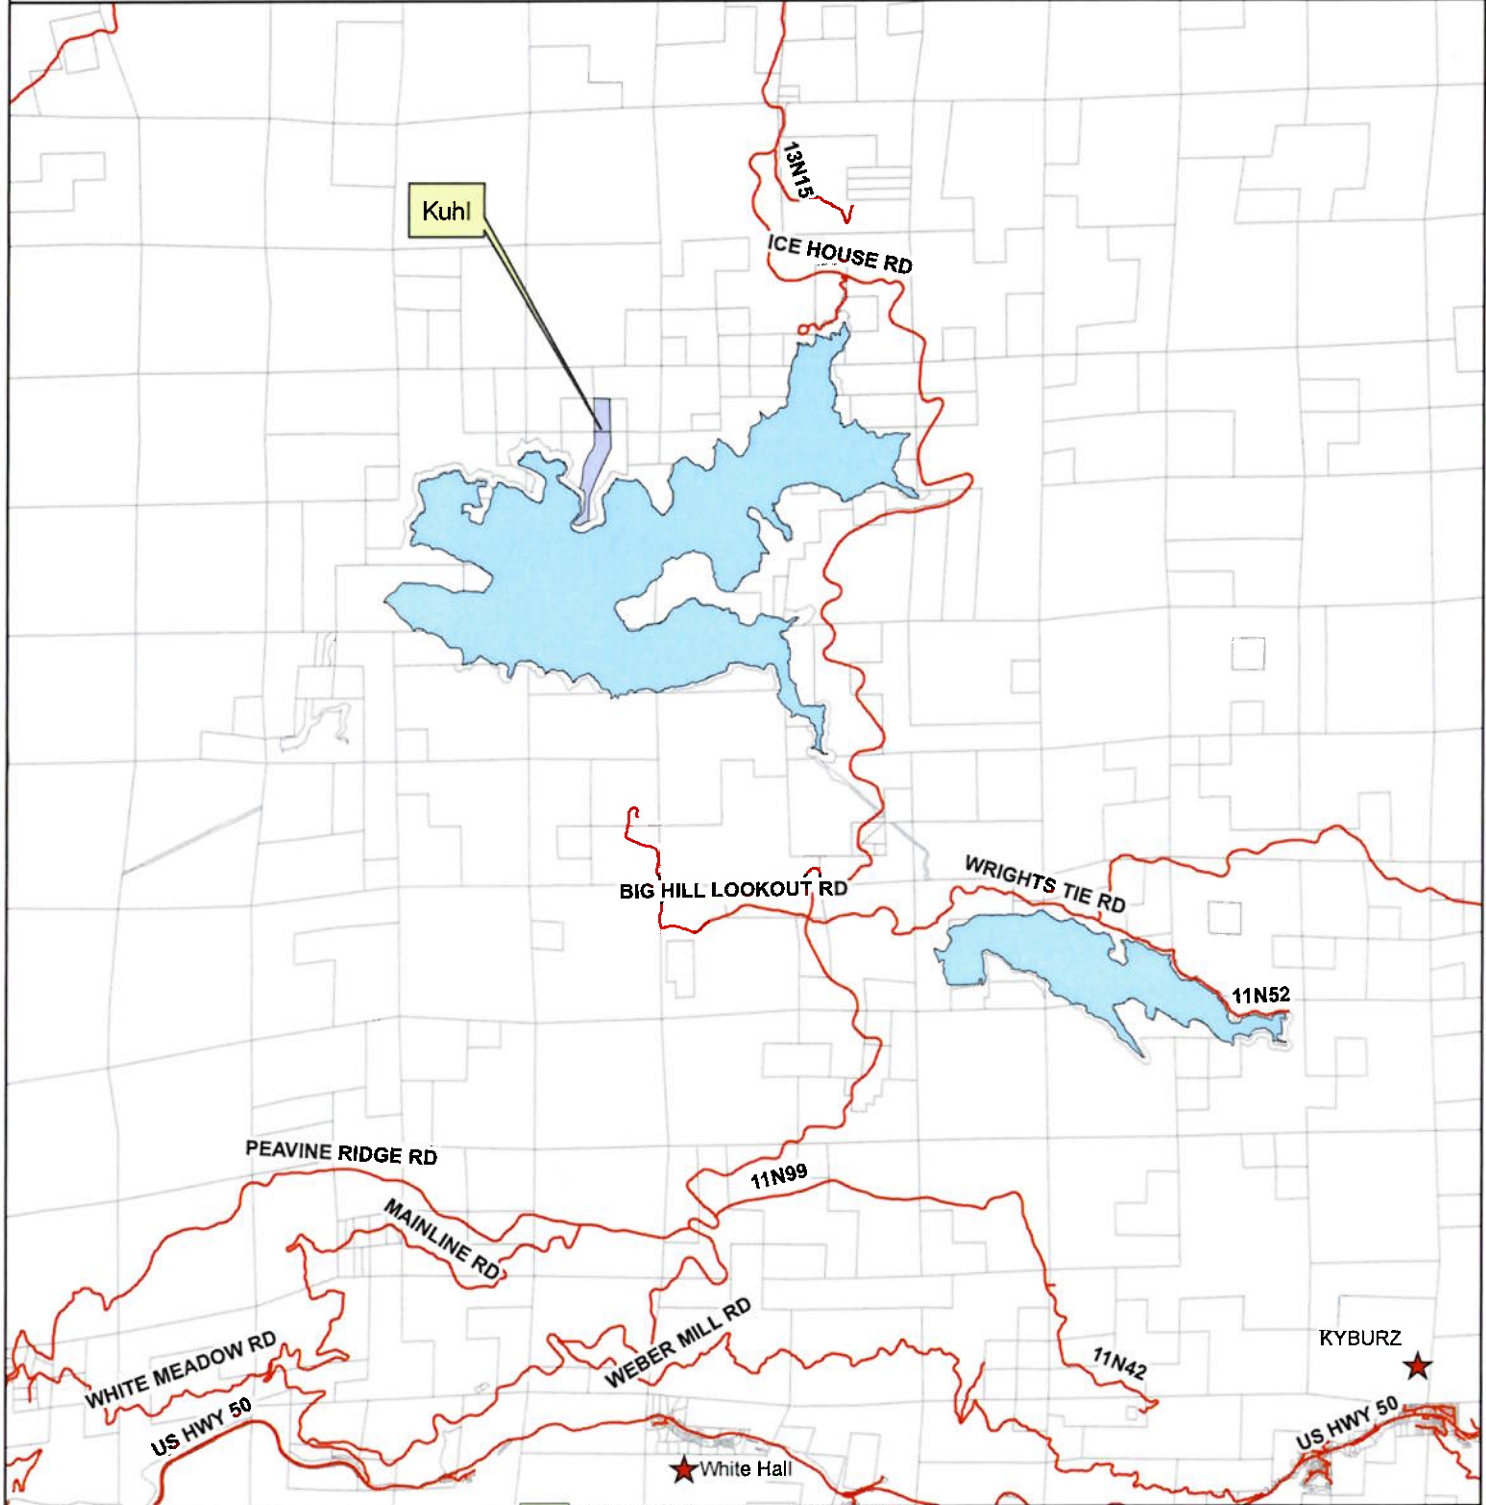 13N15
Kuhl
ICE HOUSE RD
BIG HILL LOOKOUT RD
WRIGHTS TIE RD
11N52
PEAVINE RIDGE RD
11N99
MAINLINE RD
WEBER MILL RD
KYBURZ
WHITE MEADOW RD
11N42
US HWY 50
US HWY 50
White Hall